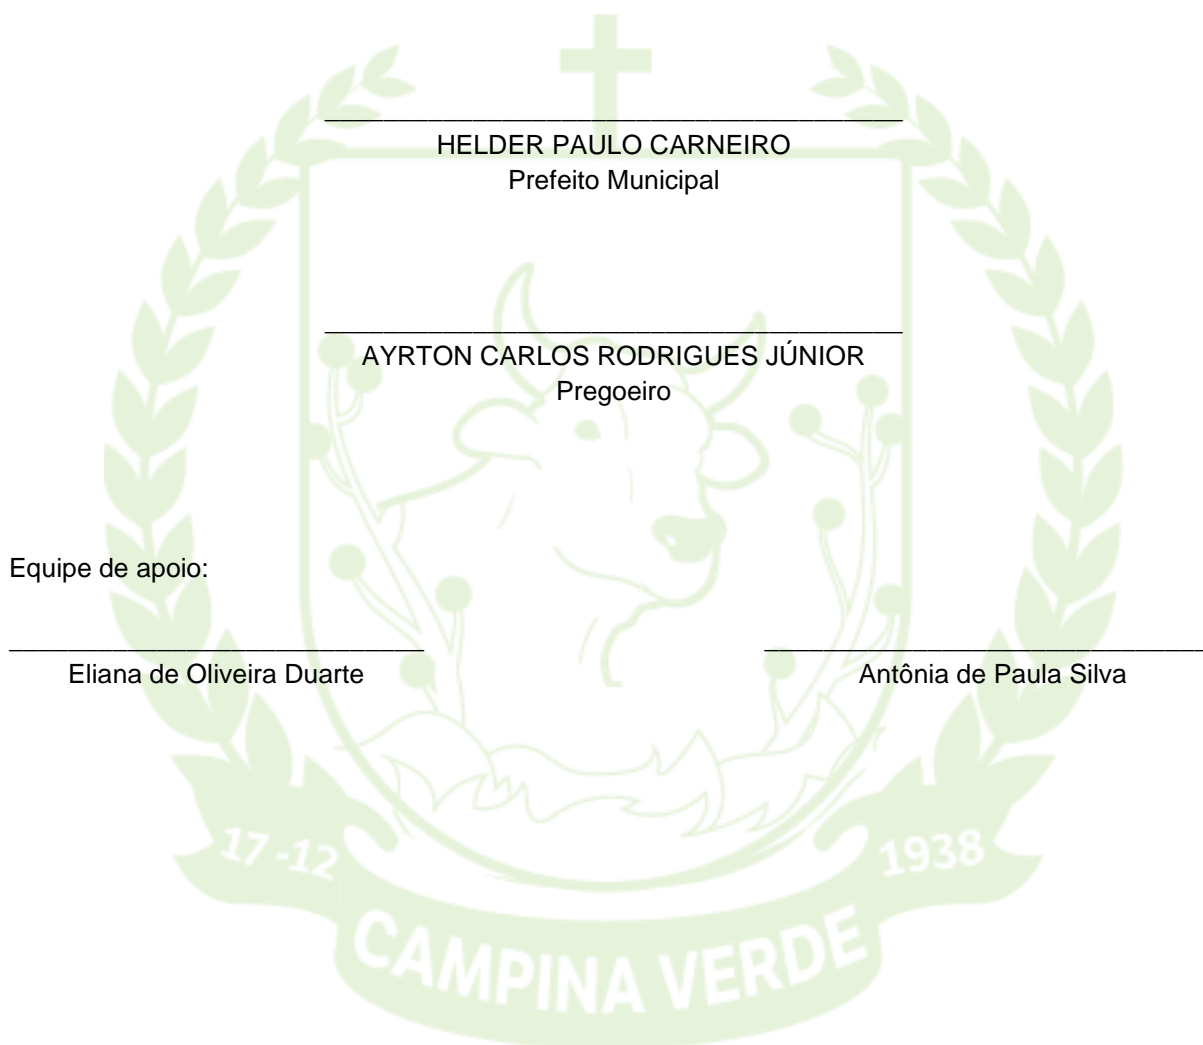 HELDER PAULO CARNEIRO
Prefeito Municipal
AYRTON CARLOS RODRIGUES JÚNIOR
Pregoeiro
Equipe de apoio:
Eliana de Oliveira Duarte
Antônia de Paula Silva
17-12
1938
CAMPINA VERDE